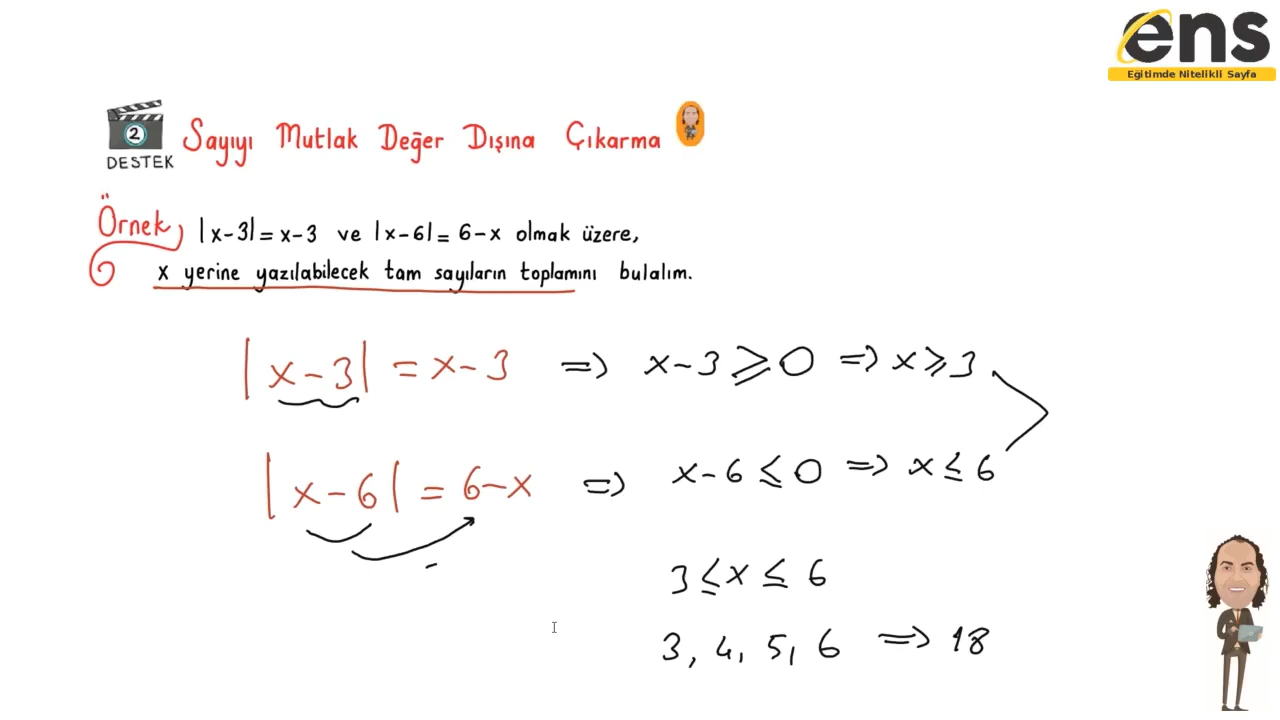 ens
Eğitimde Nitelikli Sayfa
2
DESTEK
Sayıyı Mutlak Değer Dışına Çıkarma
Örnek, |x-3| = x-3 ve |x-6| = 6-x olmak üzere,
x yerine yazılabilecek tam sayıların toplamını bulalım.
|x-3| = x-3 => x-3 ≥ 0 => x ≥ 3
|x-6| = 6-x => x-6 ≤ 0 => x ≤ 6
-
3 ≤ x ≤ 6
3, 4, 5, 6 => 18